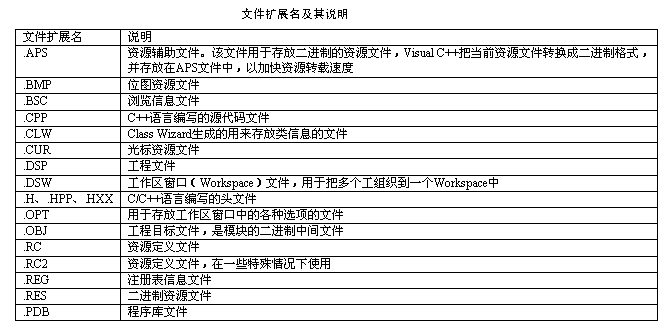 文件扩展名及其说明
文件扩展名 说明
.APS 资源辅助文件。该文件用于存放二进制的资源文件，Visual C++把当前资源文件转换成二进制格式，
并存放在APS文件中，以加快资源转载速度
.BMP 位图资源文件
.BSC 浏览信息文件
.CPP C++语言编写的源代码文件
.CLW Class Wizard生成的用来存放类信息的文件
.CUR 光标资源文件
.DSP 工程文件
.DSW 工作区窗口（Workspace）文件，用于把多个工组织到一个Workspace中
.H、.HPP、.HXX C/C++语言编写的头文件
.OPT 用于存放工作区窗口中的各种选项的文件
.OBJ 工程目标文件，是模块的二进制中间文件
.RC 资源定义文件
.RC2 资源定义文件，在一些特殊情况下使用
.REG 注册表信息文件
.RES 二进制资源文件
.PDB 程序库文件